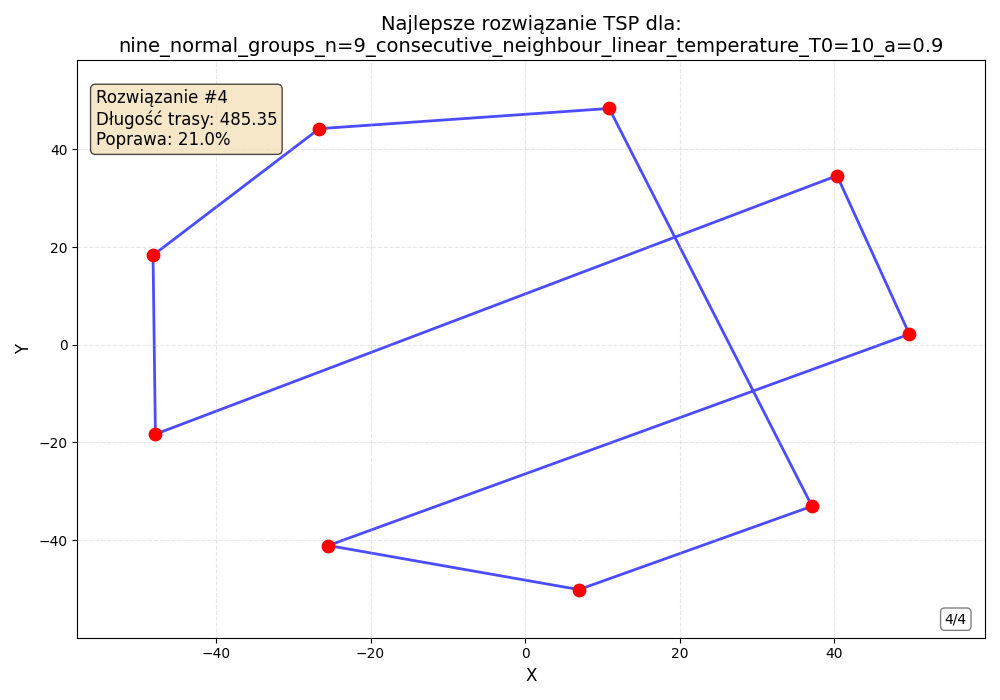 Najlepsze rozwiązanie TSP dla:
nine_normal_groups_n=9_consecutive_neighbour_linear_temperature_T0=10_a=0.9
Rozwiązanie #4
Długość trasy: 485.35
Poprawa: 21.0%
40
20
0
−20
−40
Y
4/4
−40
−20
0
20
40
X